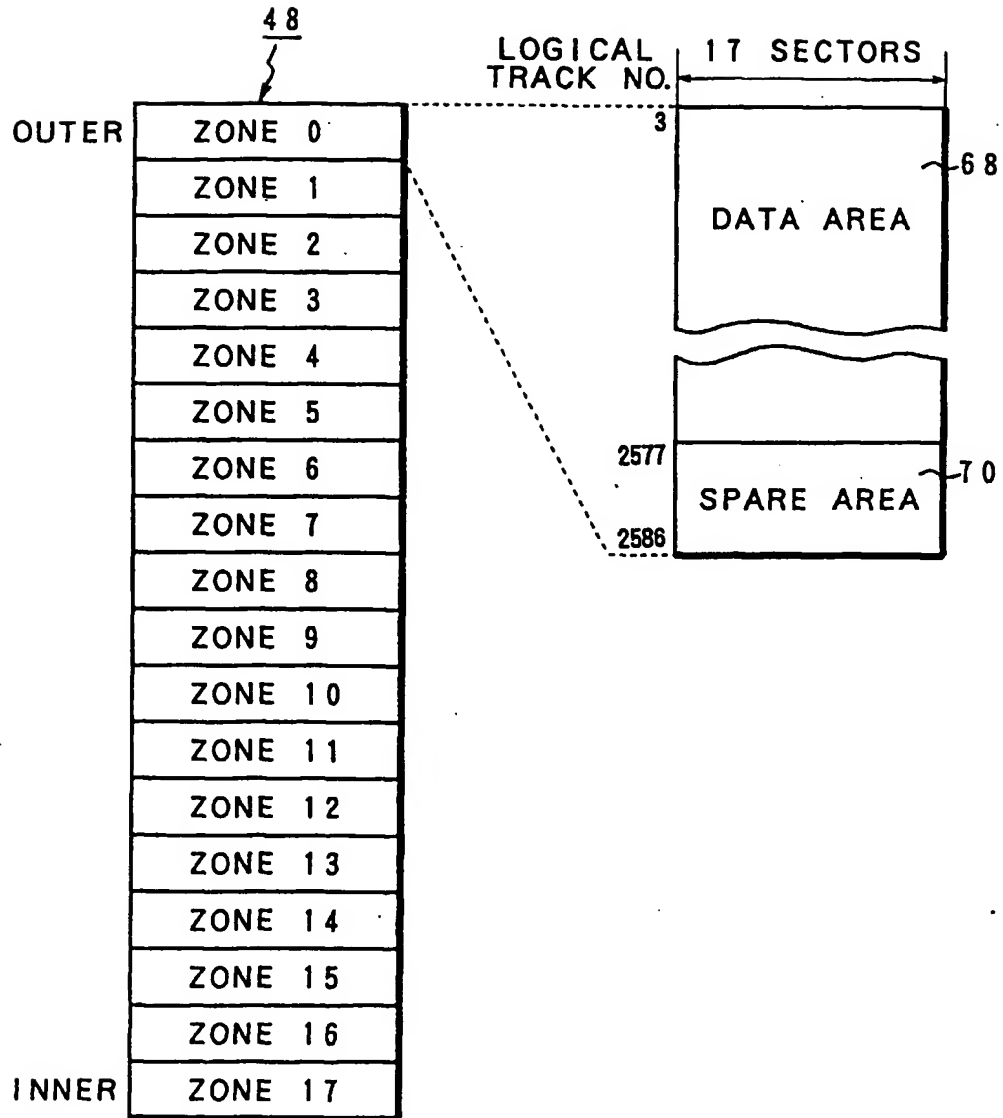 48
LOGICAL TRACK NO.
17 SECTORS
OUTER
ZONE 0
ZONE 1
ZONE 2
ZONE 3
ZONE 4
ZONE 5
ZONE 6
ZONE 7
ZONE 8
ZONE 9
ZONE 10
ZONE 11
ZONE 12
ZONE 13
ZONE 14
ZONE 15
ZONE 16
INNER
ZONE 17
3
68
DATA AREA
2577
70
SPARE AREA
2586